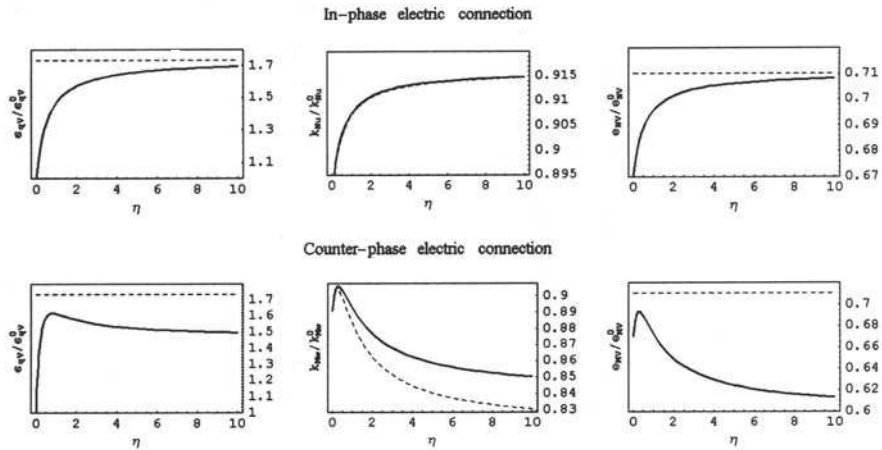 In-phase electric connection
ϵqV/ϵ0qV
1.7
1.5
1.3
1.1
0 2 4 6 8 10
η
0.915
0.91
0.905
0.9
0.895
0 2 4 6 8 10
η
0.71
0.7
0.69
0.68
0.67
0 2 4 6 8 10
η
Counter-phase electric connection
ϵqV/ϵ0qV
1.7
1.6
1.5
1.4
1.3
1.2
1.1
1
0 2 4 6 8 10
η
0.9
0.89
0.88
0.87
0.86
0.85
0.84
0.83
0 2 4 6 8 10
η
0.7
0.68
0.66
0.64
0.62
0.6
0 2 4 6 8 10
η